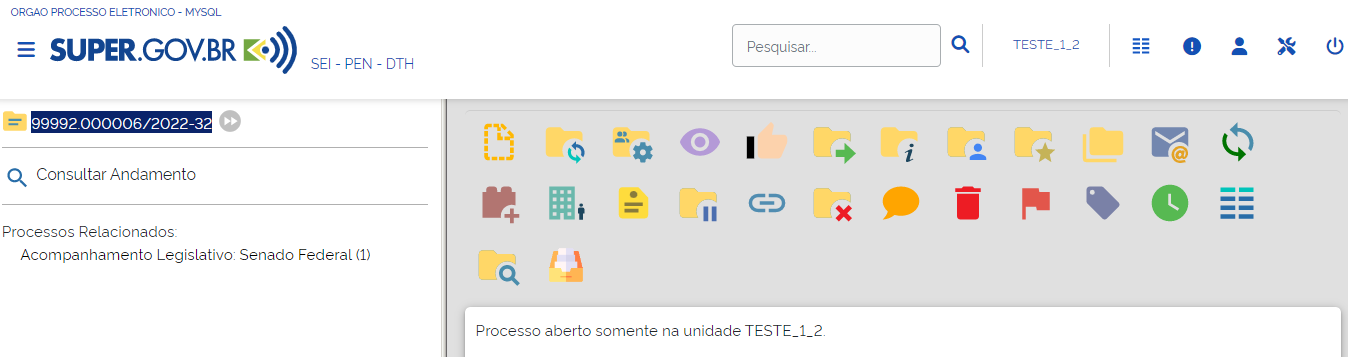 ORGAO PROCESSO ELETRONICO - MYSQL
SUPER.GOV.BR
SEI - PEN - DTH
Pesquisar...
TESTE_1_2
99992.000006/2022-32
Consultar Andamento
Processos Relacionados:
Acompanhamento Legislativo: Senado Federal (1)
Processo aberto somente na unidade TESTE_1_2.